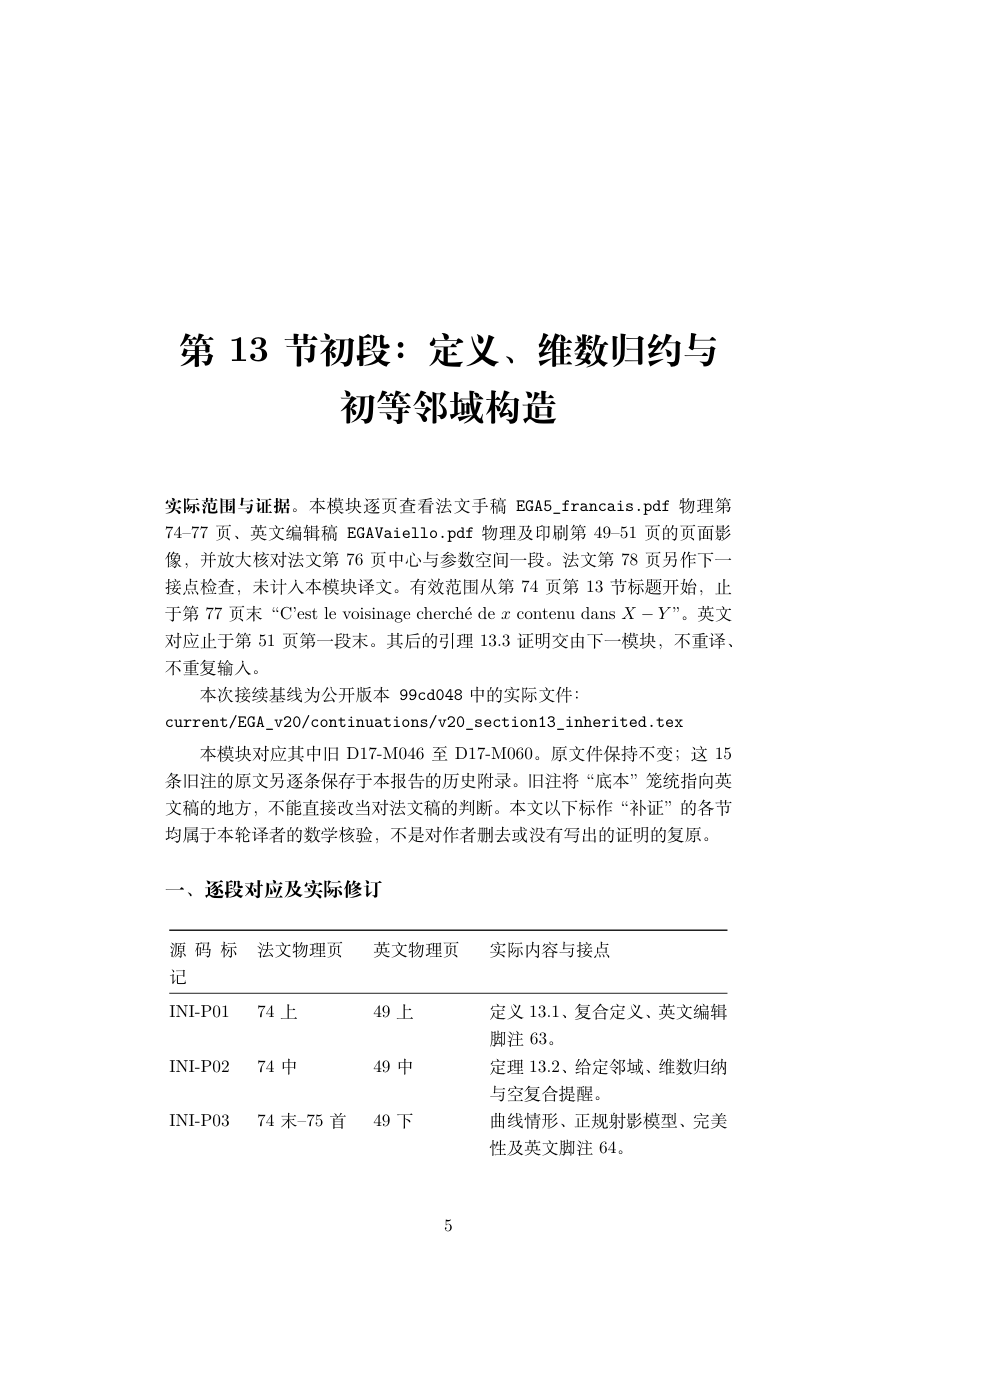 第 13 节初段：定义、维数归约与
初等邻域构造
实际范围与证据。本模块逐页查看法文手稿 EGA5_francais.pdf 物理第
74–77 页、英文编辑稿 EGAVaiello.pdf 物理及印刷第 49–51 页的页面影
像，并放大核对法文第 76 页中心与参数空间一段。法文第 78 页另作下一
接点检查，未计入本模块译文。有效范围从第 74 页第 13 节标题开始，止
于第 77 页末 “C’est le voisinage cherché de x contenu dans X − Y”。英文
对应止于第 51 页第一段末。其后的引理 13.3 证明交由下一模块，不重译、
不重复输入。
本次接续基线为公开版本 99cd048 中的实际文件：
current/EGA_v20/continuations/v20_section13_inherited.tex
本模块对应其中旧 D17-M046 至 D17-M060。原文件保持不变；这 15
条旧注的原文另逐条保存于本报告的历史附录。旧注将 “底本” 笼统指向英
文稿的地方，不能直接改当对法文稿的判断。本文以下标作 “补证” 的各节
均属于本轮译者的数学核验，不是对作者删去或没有写出的证明的复原。
一、逐段对应及实际修订
源 码 标 法文物理页 英文物理页 实际内容与接点
记
INI-P01 74 上 49 上 定义 13.1、复合定义、英文编辑
脚注 63。
INI-P02 74 中 49 中 定理 13.2、给定邻域、维数归纳
与空复合提醒。
INI-P03 74 末–75 首 49 下 曲线情形、正规射影模型、完美
性及英文脚注 64。
5